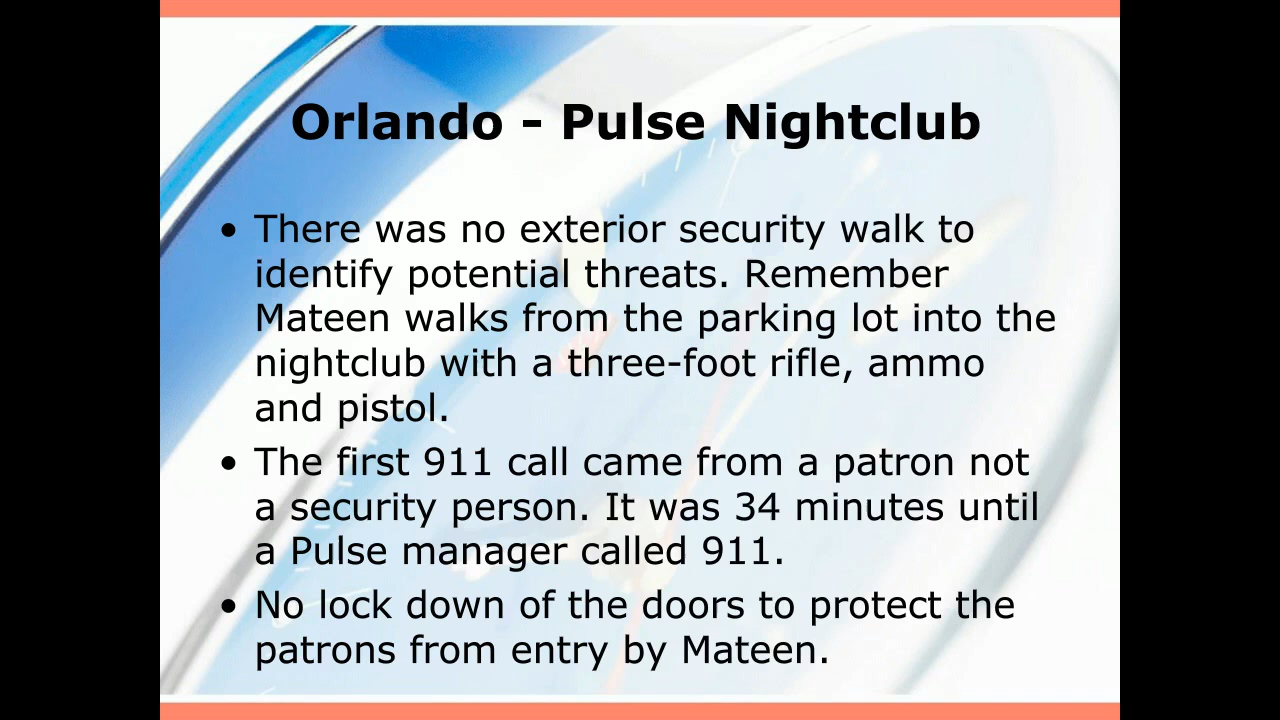 Orlando - Pulse Nightclub
• There was no exterior security walk to
identify potential threats. Remember
Mateen walks from the parking lot into the
nightclub with a three-foot rifle, ammo
and pistol.
• The first 911 call came from a patron not
a security person. It was 34 minutes until
a Pulse manager called 911.
• No lock down of the doors to protect the
patrons from entry by Mateen.